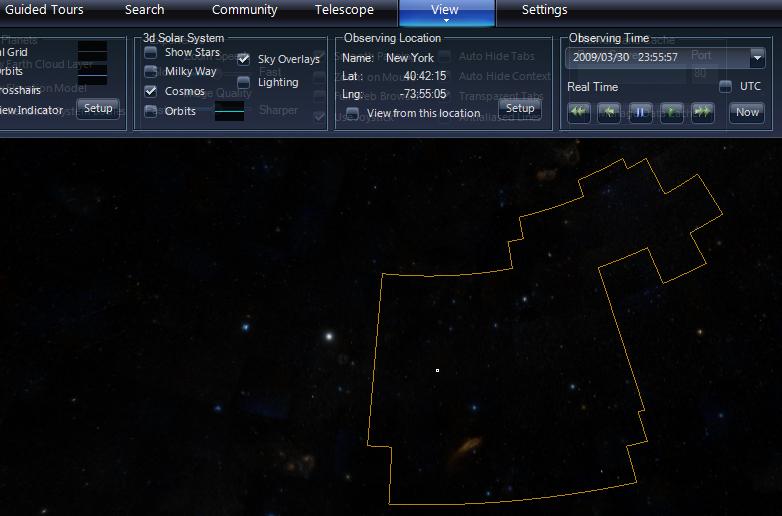 Guided Tours Search Community Telescope View Settings
3d Solar System
Observing Location
Observing Time
Planets
al Grid
Show Stars
Sky Overlays
Name: New York
Auto Hide Tabs
2009/03/30 23:55:57
Earth Cloud Layer
rbits
Milky Way
Fast
Lat: 40:42:15
Auto Hide Context
Port
80
rosshairs
Cosmos
Lighting
Lng: -73:55:05
Transparent Tabs
Real Time
UTC
iew Indicator
Setup
Orbits
Sharper
View from this location
Setup
Now